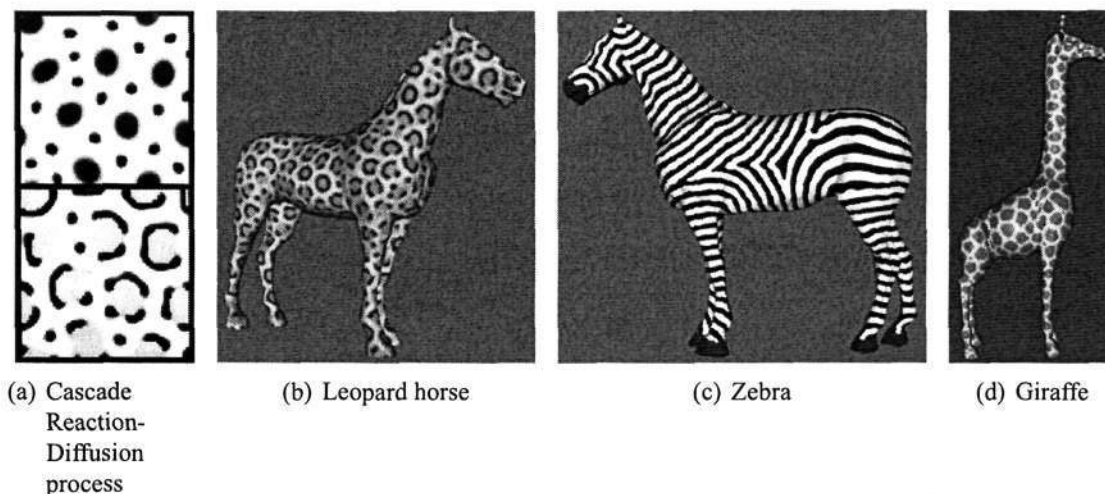 (a) Cascade
Reaction-
Diffusion
process
(b) Leopard horse
(c) Zebra
(d) Giraffe